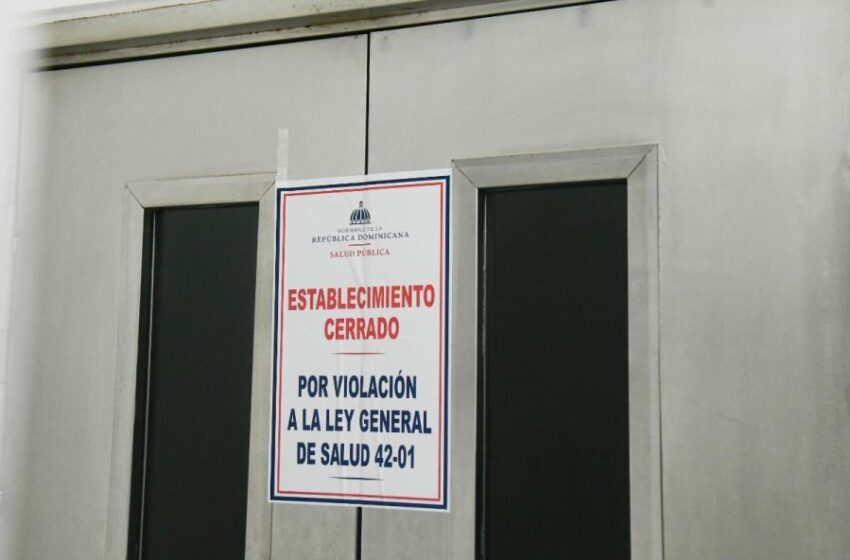 GOBIERNO DE LA
REPÚBLICA DOMINICANA
SALUD PÚBLICA
ESTABLECIMIENTO
CERRADO
POR VIOLACIÓN
A LA LEY GENERAL
DE SALUD 42-01